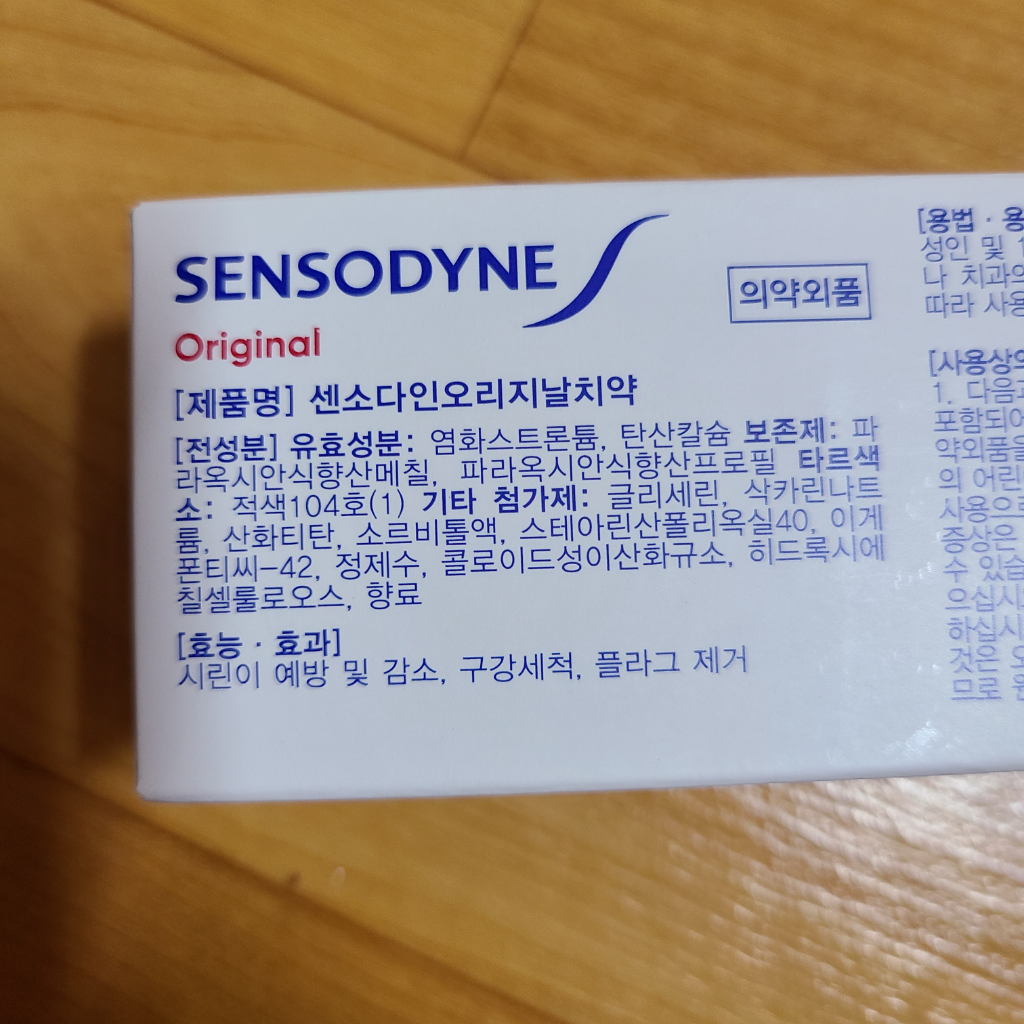 SENSODYNE
Original
의약외품
[제품명] 센소다인오리지날치약
[전성분] 유효성분: 염화스트론튬, 탄산칼슘 보존제: 파
라옥시안식향산메칠, 파라옥시안식향산프로필 타르색
소: 적색104호(1) 기타 첨가제: 글리세린, 삭카린나트
륨, 산화티탄, 소르비톨액, 스테아린산폴리옥실40, 이게
폰티씨-42, 정제수, 콜로이드성이산화규소, 히드록시에
칠셀룰로오스, 향료
[효능 · 효과]
시린이 예방 및 감소, 구강세척, 플라그 제거
[용법 · 용
성인 및
나 치과의
따라 사용
[사용상의
1. 다음과
포함되어
약외품을
의 어린
사용으로
증상은
수 있습
으십시
하십시
것은 오
므로 원